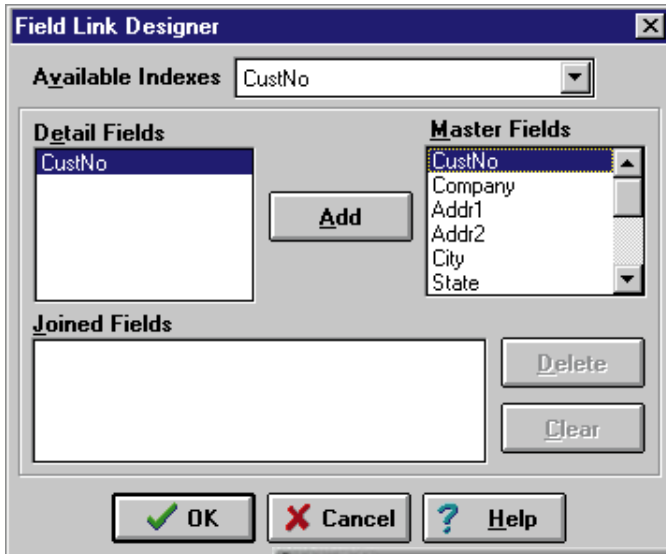 Field Link Designer
Available Indexes CustNo
Detail Fields
CustNo
Add
Master Fields
CustNo
Company
Addr1
Addr2
City
State
Joined Fields
Delete
Clear
OK Cancel ? Help